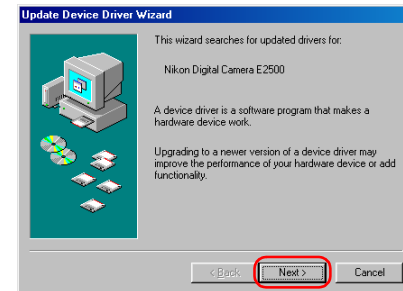 Update Device Driver Wizard
This wizard searches for updated drivers for:
Nikon Digital Camera E2500
A device driver is a software program that makes a
hardware device work.
Upgrading to a newer version of a device driver may
improve the performance of your hardware device or add
functionality.
< Back
Next >
Cancel